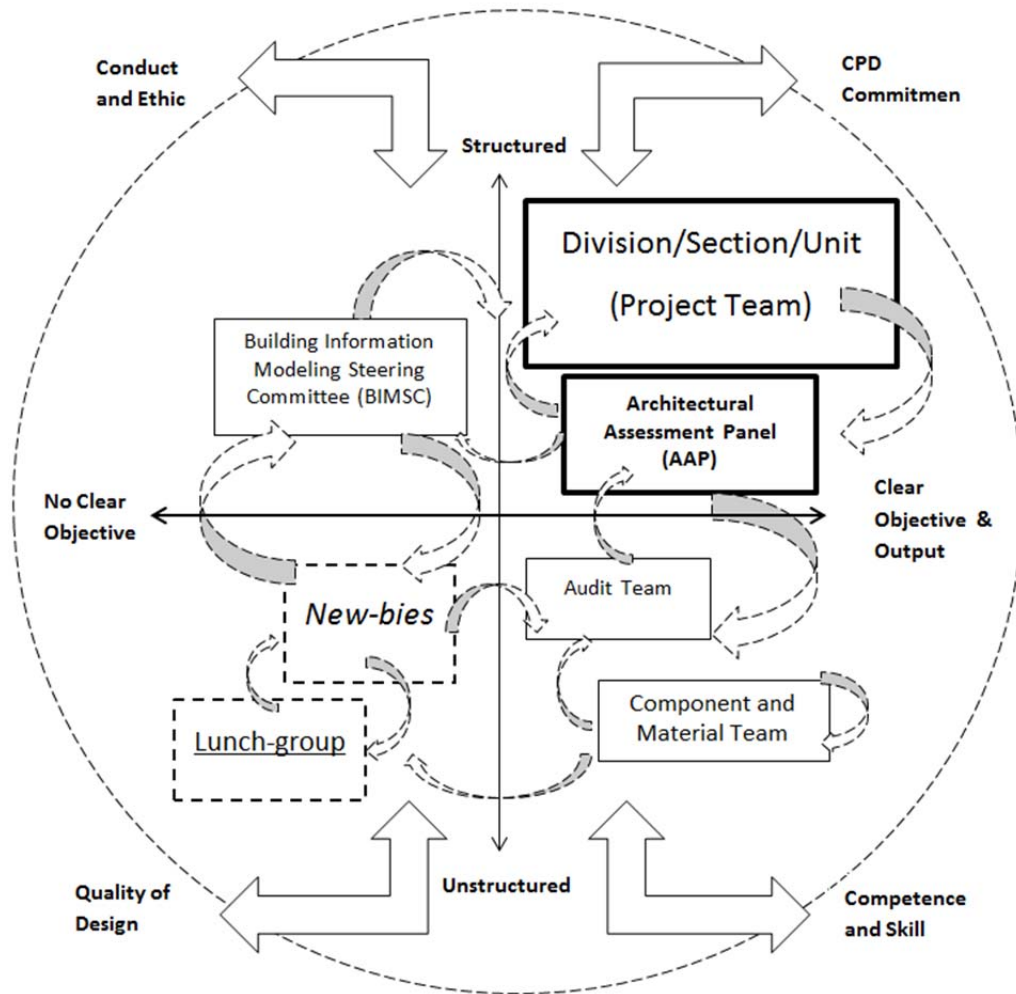 Conduct
and Ethic
CPD
Commitmen
Structured
Division/Section/Unit
(Project Team)
Building Information
Modeling Steering
Committee (BIMSC)
Architectural
Assessment Panel
(AAP)
No Clear
Objective
Clear
Objective &
Output
New-bies
Audit Team
Lunch-group
Component and
Material Team
Quality of
Design
Unstructured
Competence
and Skill